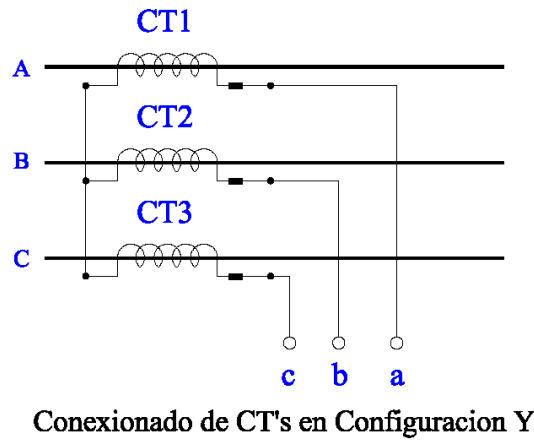 CT1
A
CT2
B
CT3
C
c b a
Conexionado de CT's en Configuracion Y